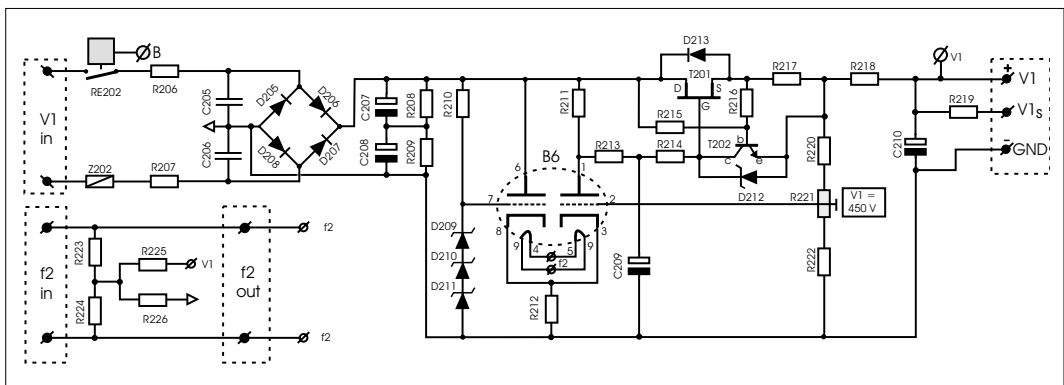 B
RE202
R206
V1
in
Z202
R207
C205
C206
D205
D206
D208
D207
C207
C208
R208
R209
R210
R211
D213
T201
D
S
G
R215
R216
R217
R218
V1
R219
+
V1
V1s
-
GND
C210
T202
b
c
e
D212
R213
R214
R220
R221
V1 =
450 V
R222
C209
B6
6
1
7
2
8
3
9
4
5
9
f2
D209
D210
D211
R212
f2
in
R223
R224
R225
R226
V1
f2
out
f2
f2